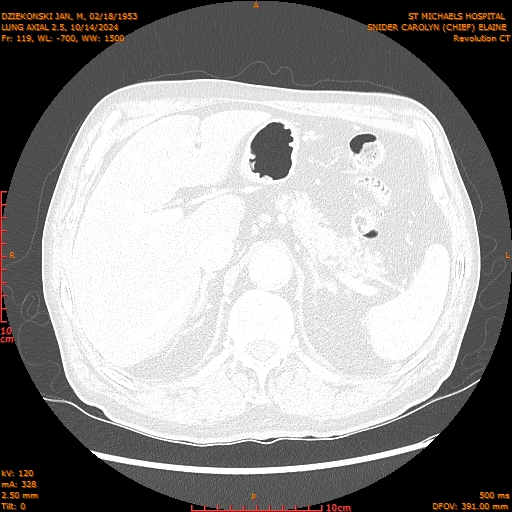 DZIEKONSKI JAN, M, 02/18/1953
LUNG AXIAL 2.5, 10/14/2024
Fr: 119, WL: -700, WW: 1500
A
ST MICHAELS HOSPITAL
SNIDER CAROLYN (CHIEF) ELAINE
Revolution CT
R
L
10
cm
kV: 120
mA: 328
2.50 mm
Tilt: 0
P
10cm
500 ms
DFOV: 391.00 mm